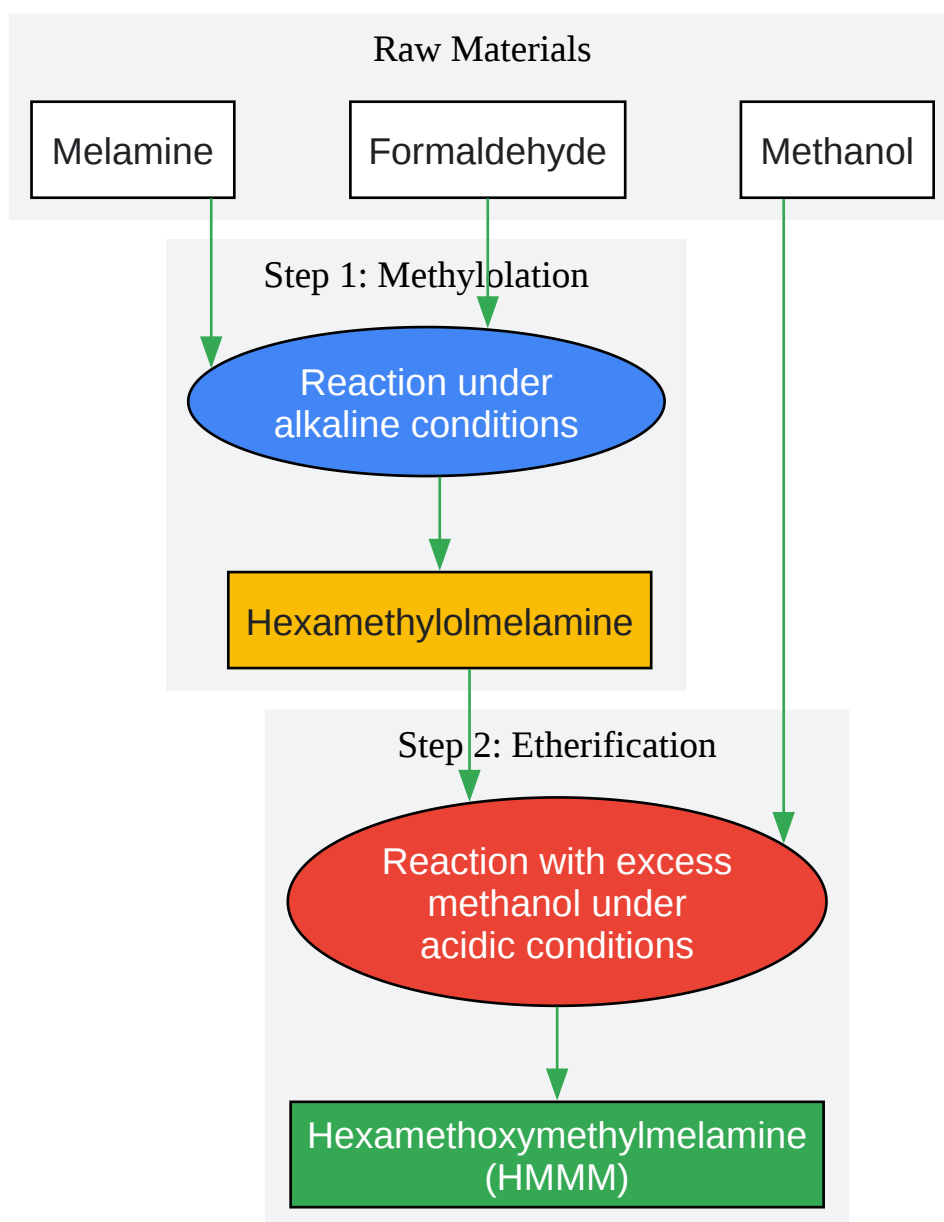 Raw Materials
Melamine
Formaldehyde
Methanol
Step 1: Methylolation
Reaction under
alkaline conditions
Hexamethylolmelamine
Step 2: Etherification
Reaction with excess
methanol under
acidic conditions
Hexamethoxymethylmelamine
(HMMM)